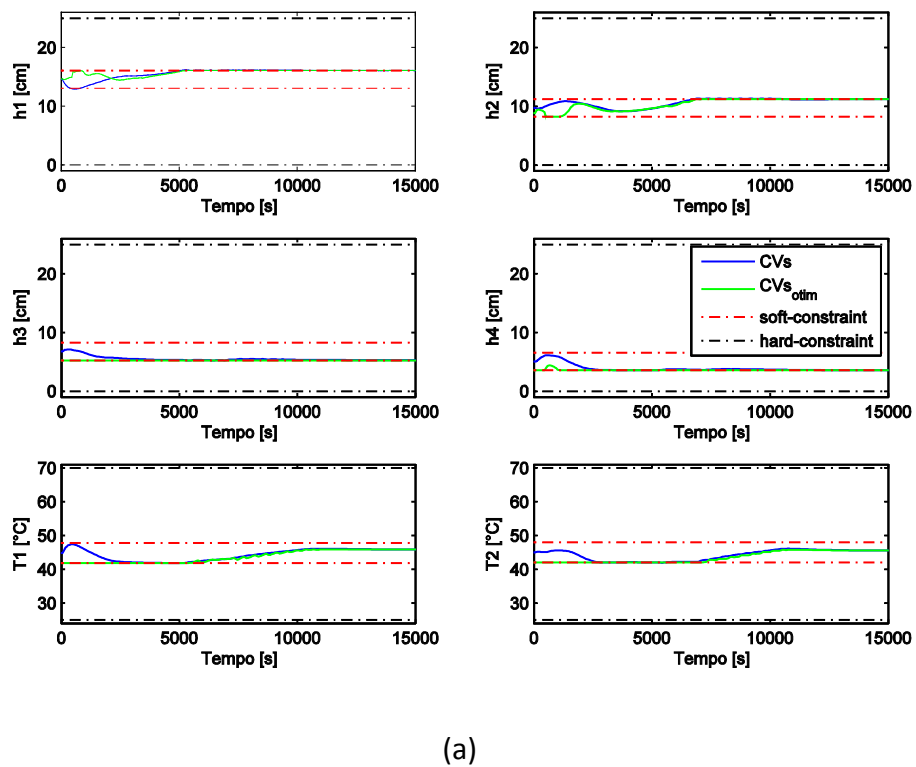 h1 [cm]
20
10
0
0 5000 10000 15000
Tempo [s]
h2 [cm]
20
10
0
0 5000 10000 15000
Tempo [s]
h3 [cm]
20
10
0
0 5000 10000 15000
Tempo [s]
h4 [cm]
20
10
0
0 5000 10000 15000
Tempo [s]
CVs
CVs_otim
soft-constraint
hard-constraint
T1 [°C]
70
60
50
40
30
0 5000 10000 15000
Tempo [s]
T2 [°C]
70
60
50
40
30
0 5000 10000 15000
Tempo [s]
(a)